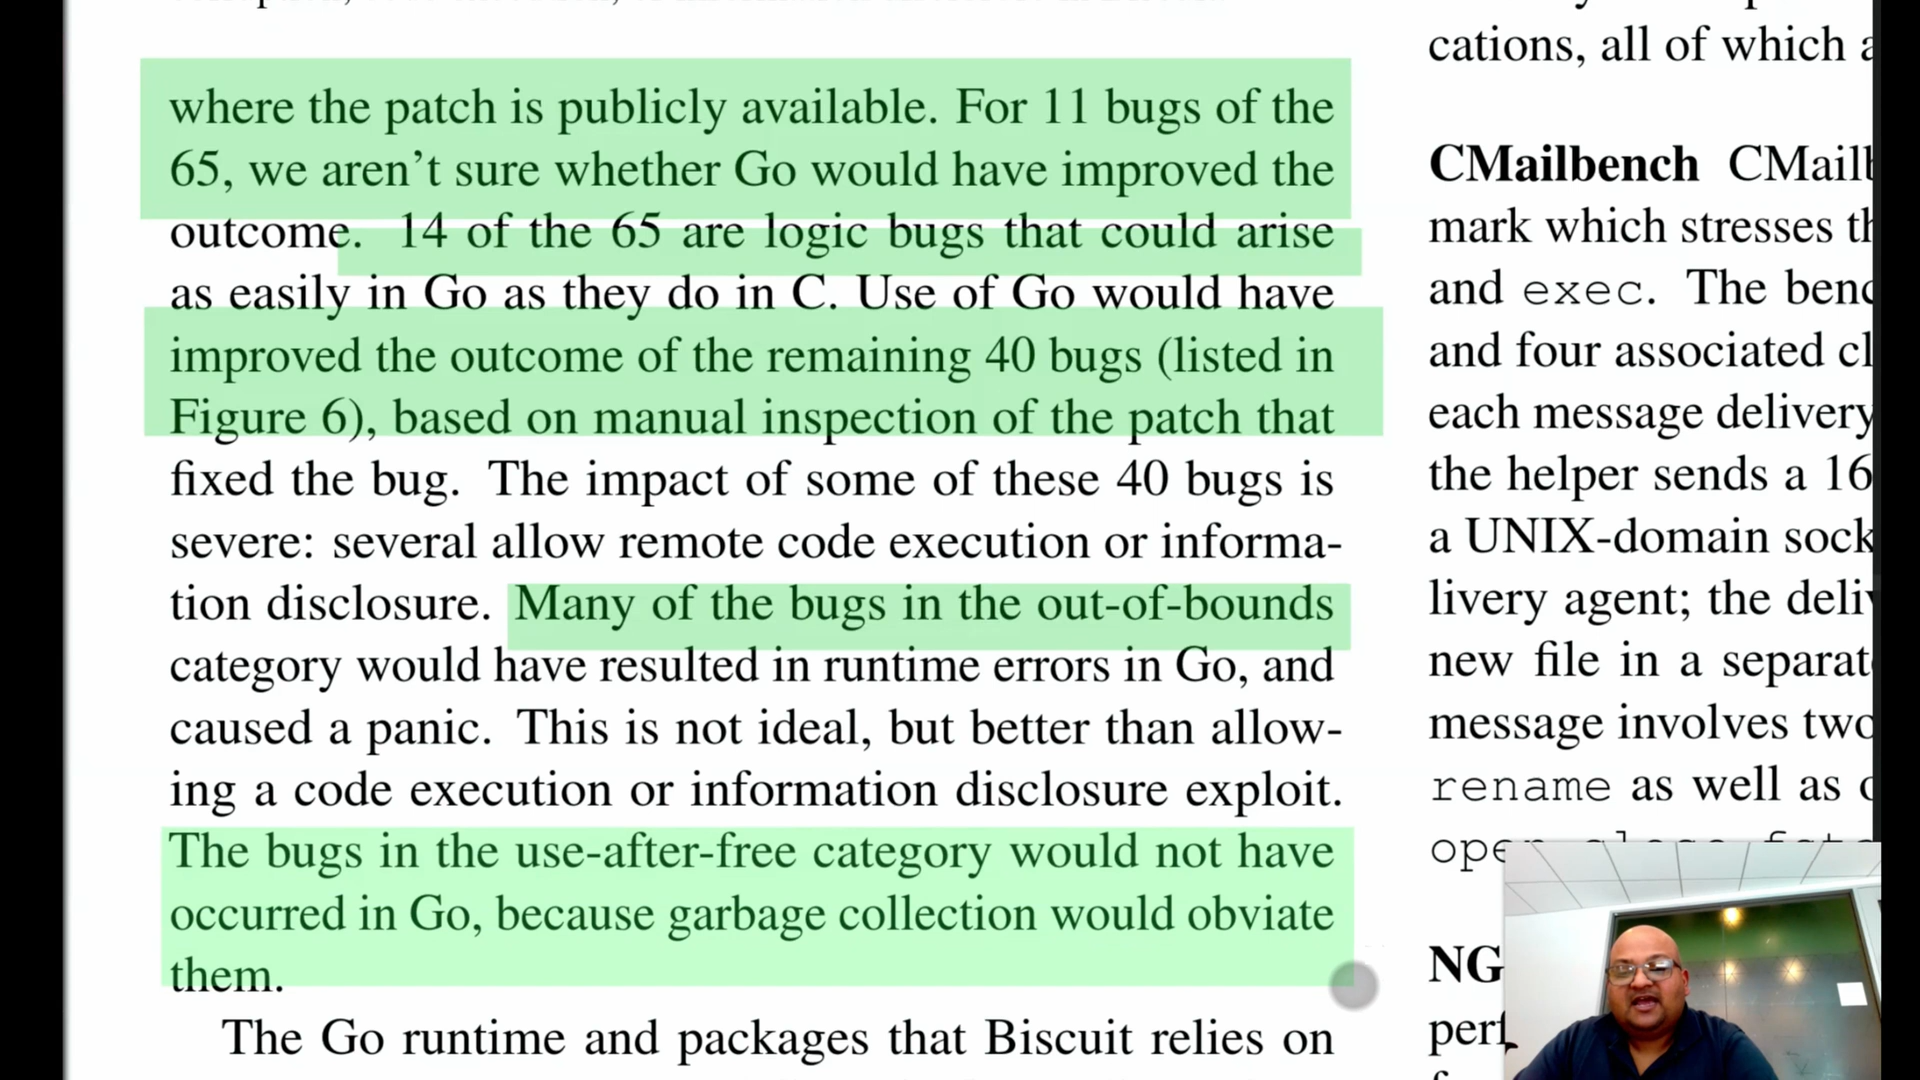 where the patch is publicly available. For 11 bugs of the
65, we aren’t sure whether Go would have improved the
outcome. 14 of the 65 are logic bugs that could arise
as easily in Go as they do in C. Use of Go would have
improved the outcome of the remaining 40 bugs (listed in
Figure 6), based on manual inspection of the patch that
fixed the bug. The impact of some of these 40 bugs is
severe: several allow remote code execution or informa-
tion disclosure. Many of the bugs in the out-of-bounds
category would have resulted in runtime errors in Go, and
caused a panic. This is not ideal, but better than allow-
ing a code execution or information disclosure exploit.
The bugs in the use-after-free category would not have
occurred in Go, because garbage collection would obviate
them.
The Go runtime and packages that Biscuit relies on
cations, all of which
CMailbench
mark which stresses
and exec. The
and four associated
each message delivery
the helper sends a 16
a UNIX-domain
livery agent; the
new file in a
message involves
rename as well as